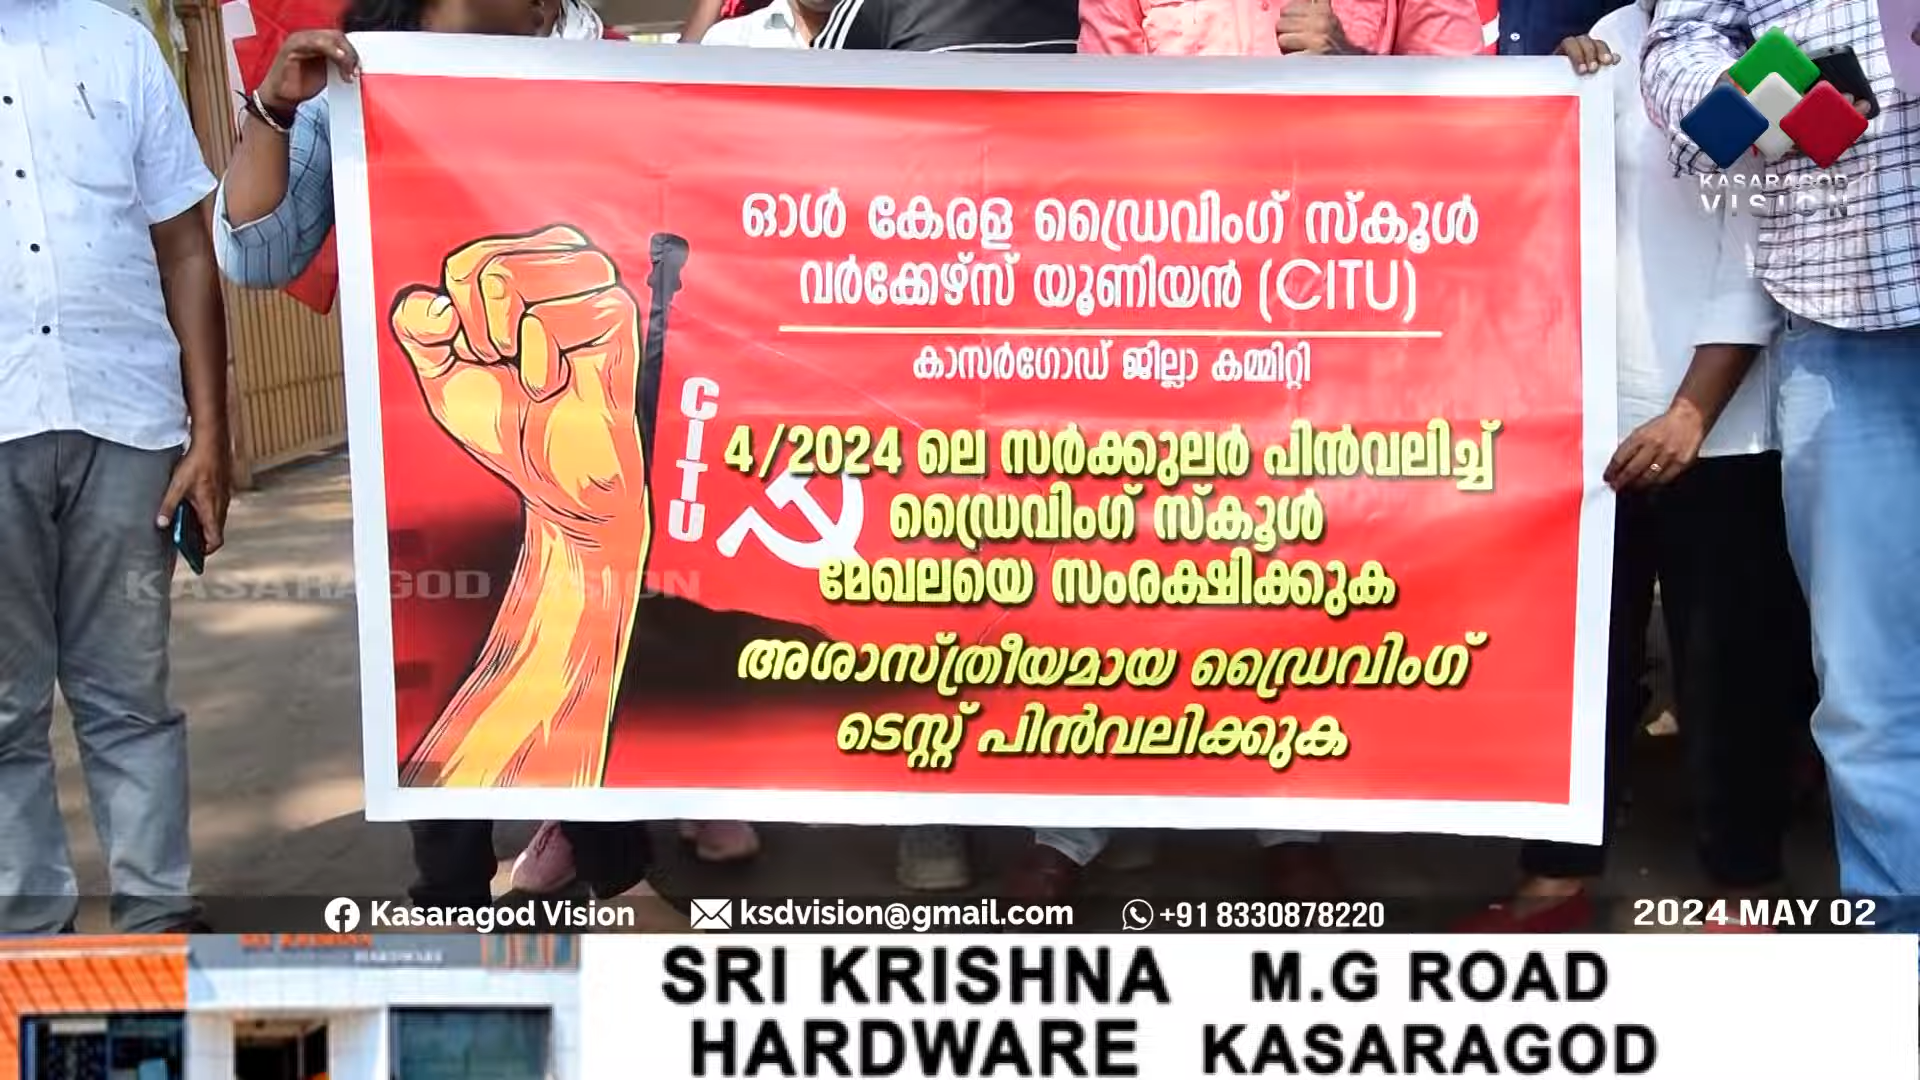 KASARAGOD
VISION
ഓൾ കേരള ഡ്രൈവിംഗ് സ്കൂൾ
വർക്കേഴ്സ് യൂണിയൻ (CITU)
കാസർഗോഡ് ജില്ലാ കമ്മിറ്റി
CITU
4/2024 ലെ സർക്കുലർ പിൻവലിച്ച്
ഡ്രൈവിംഗ് സ്കൂൾ
മേഖലയെ സംരക്ഷിക്കുക
KASARAGOD VISION
അശാസ്ത്രീയമായ ഡ്രൈവിംഗ്
ടെസ്റ്റ് പിൻവലിക്കുക
Kasaragod Vision ksdvision@gmail.com +91 8330878220 2024 MAY 02
SRI KRISHNA M.G ROAD
HARDWARE KASARAGOD